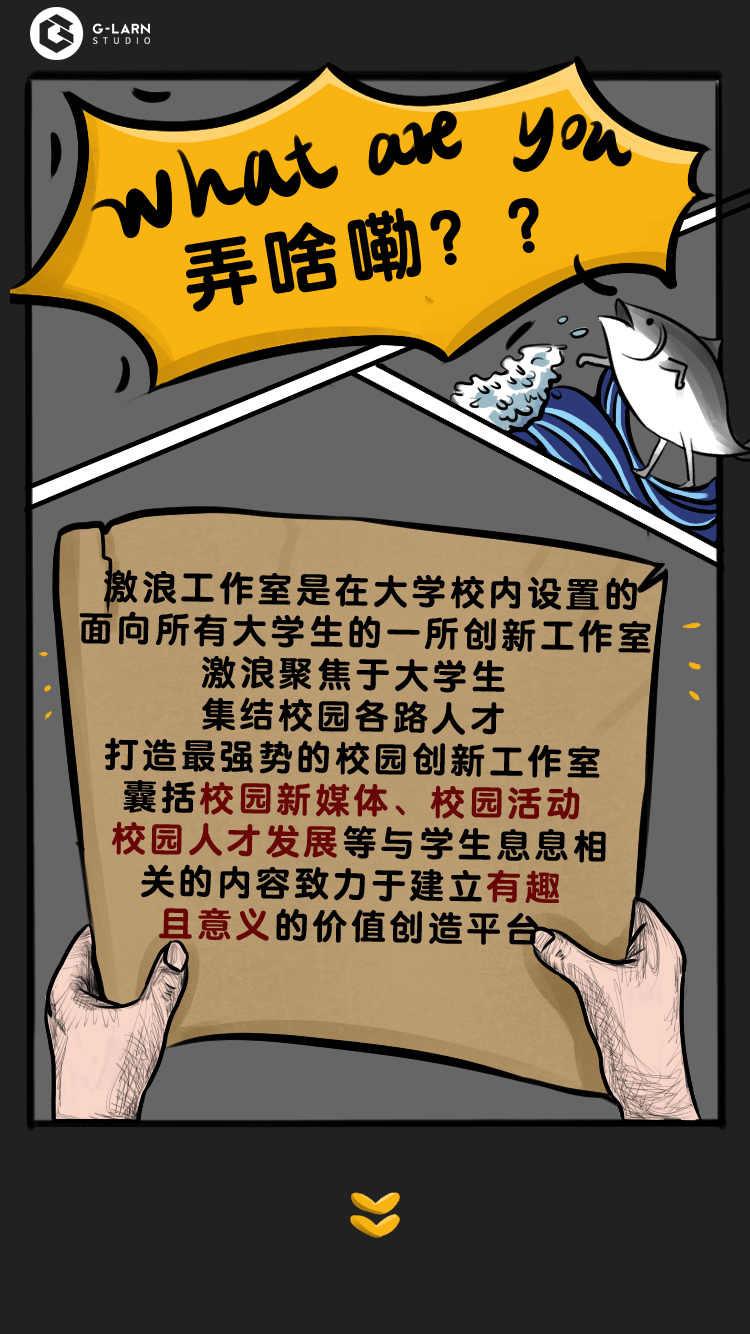 G-LARN
STUDIO
What are you
弄啥嘞？？
激浪工作室是在大学校内设置的
面向所有大学生的一所创新工作室
激浪聚焦于大学生
集结校园各路人才
打造最强势的校园创新工作室
囊括校园新媒体、校园活动
校园人才发展等与学生息息相
关的内容致力于建立有趣
且意义的价值创造平台